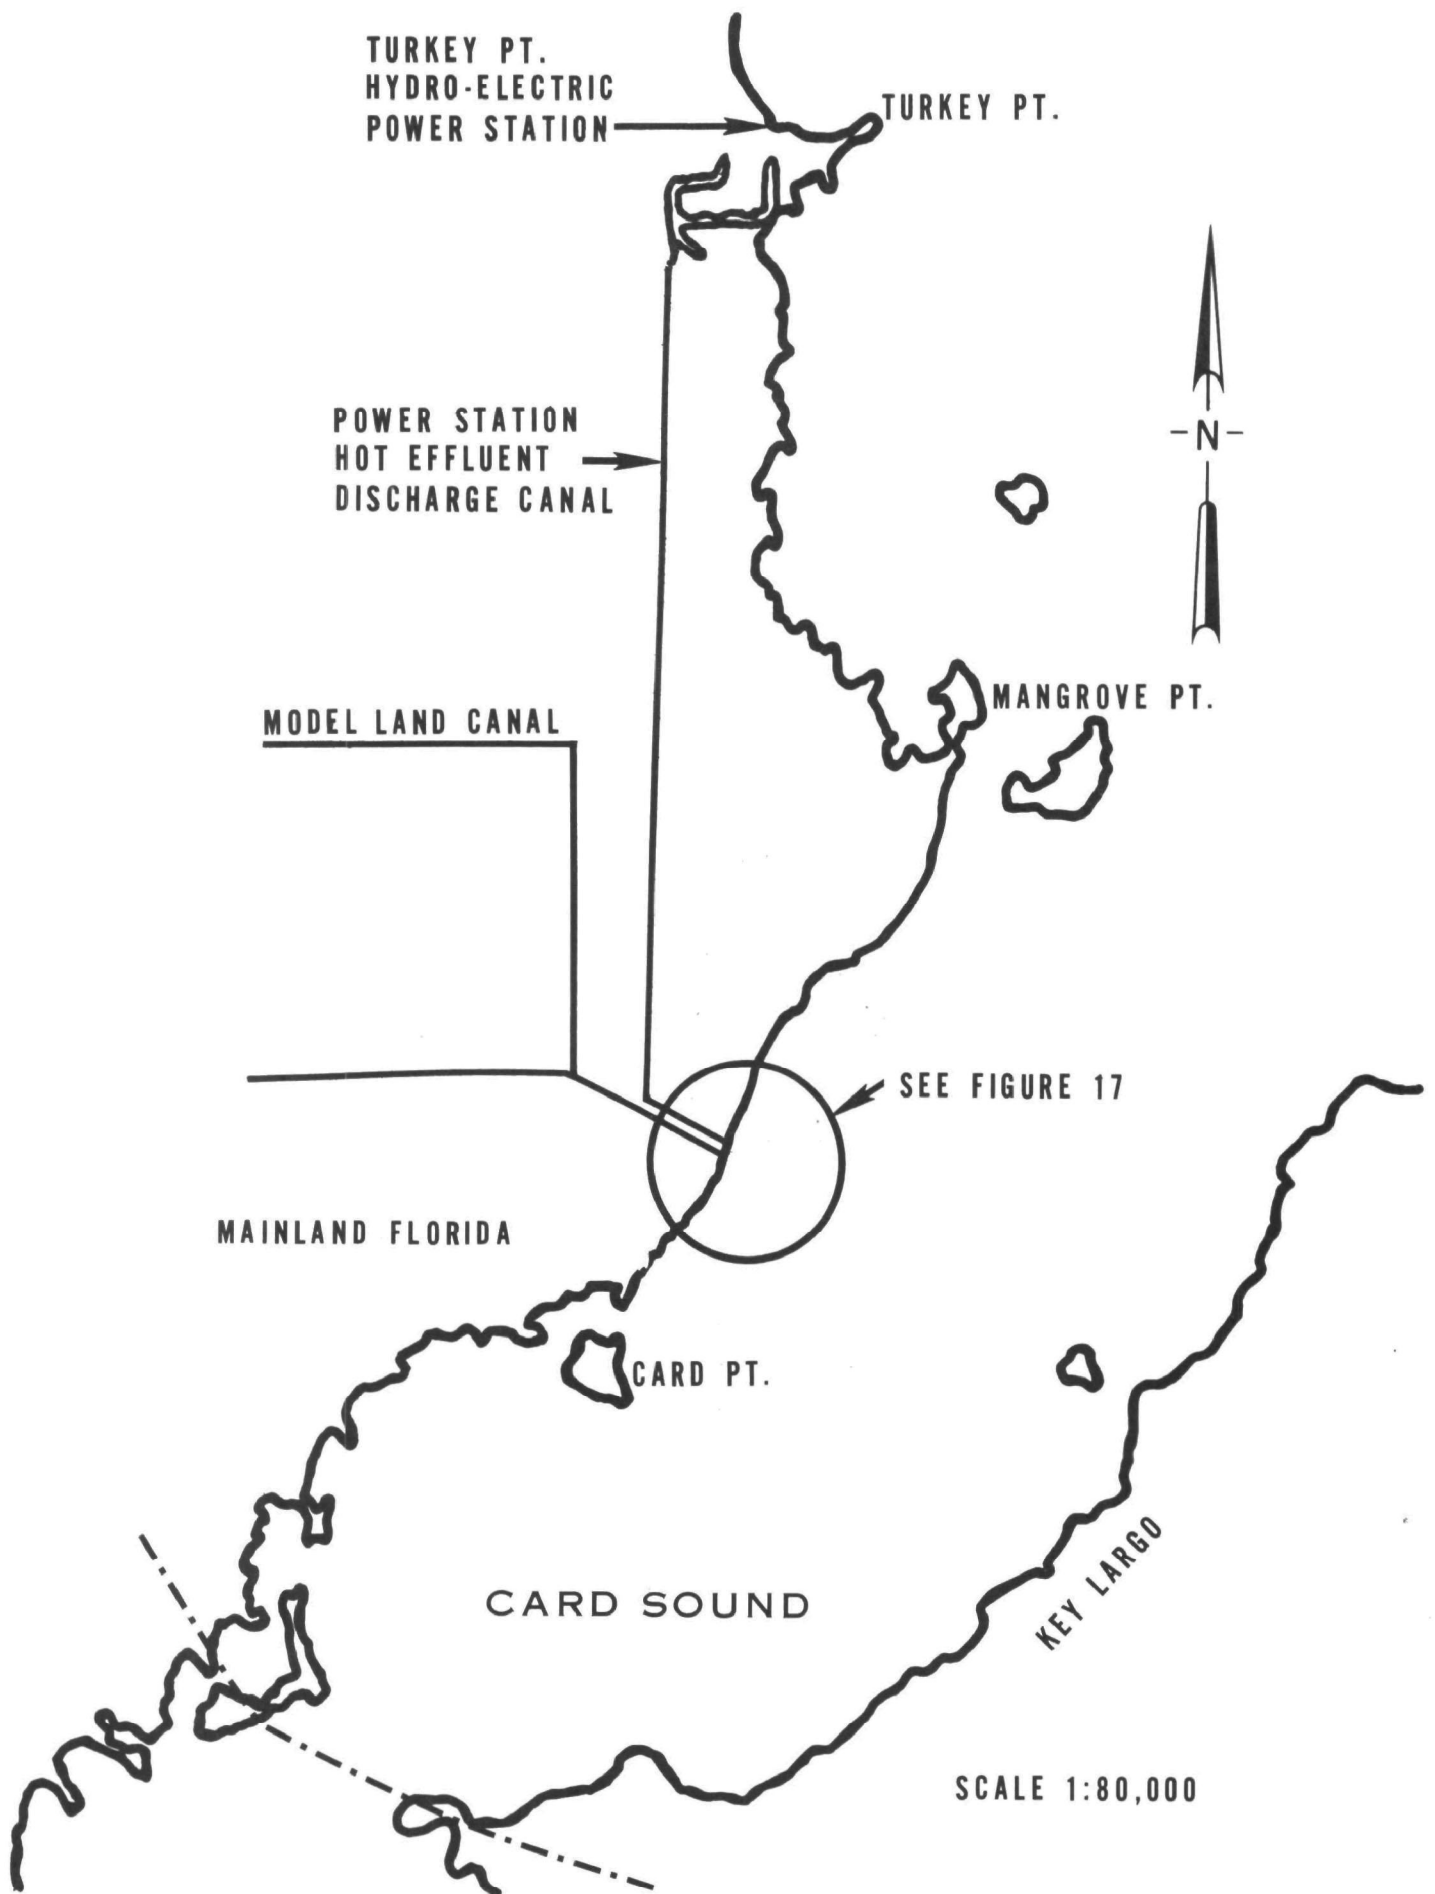 TURKEY PT.
HYDRO-ELECTRIC
POWER STATION
TURKEY PT.
POWER STATION
HOT EFFLUENT
DISCHARGE CANAL
-N-
MODEL LAND CANAL
MANGROVE PT.
SEE FIGURE 17
MAINLAND FLORIDA
CARD PT.
CARD SOUND
KEY LARGO
SCALE 1:80,000